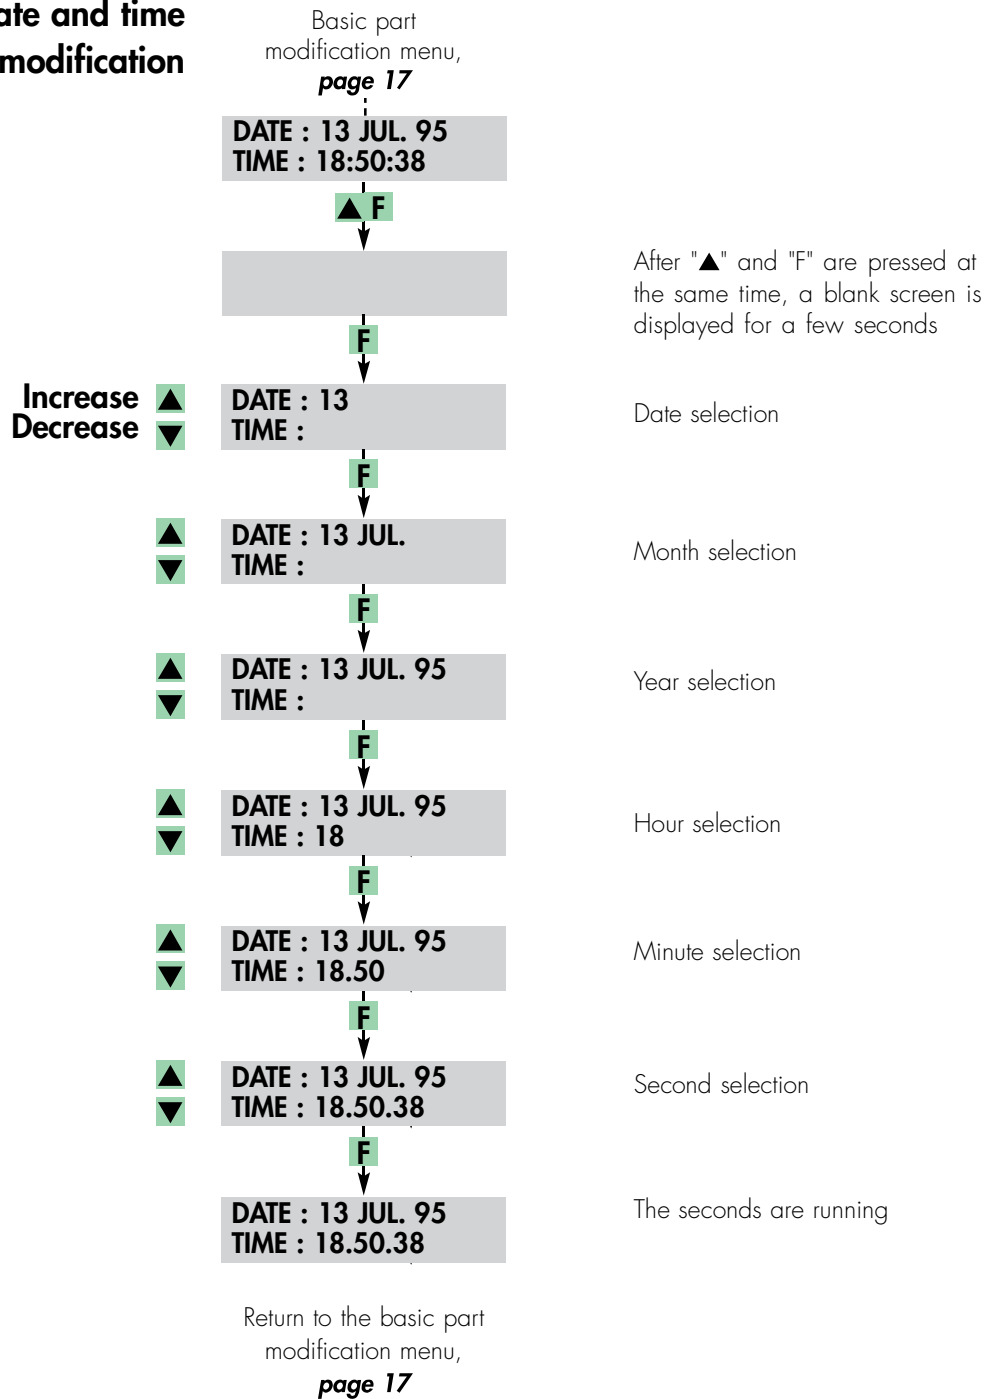 ate and time
modification
Basic part
modification menu,
page 17
DATE : 13 JUL. 95
TIME : 18:50:38
▲ F
After "▲" and "F" are pressed at
the same time, a blank screen is
displayed for a few seconds
F
Increase ▲
Decrease ▼
DATE : 13
TIME :
Date selection
F
▲
▼
DATE : 13 JUL.
TIME :
Month selection
F
▲
▼
DATE : 13 JUL. 95
TIME :
Year selection
F
▲
▼
DATE : 13 JUL. 95
TIME : 18
Hour selection
F
▲
▼
DATE : 13 JUL. 95
TIME : 18.50
Minute selection
F
▲
▼
DATE : 13 JUL. 95
TIME : 18.50.38
Second selection
F
DATE : 13 JUL. 95
TIME : 18.50.38
The seconds are running
Return to the basic part
modification menu,
page 17